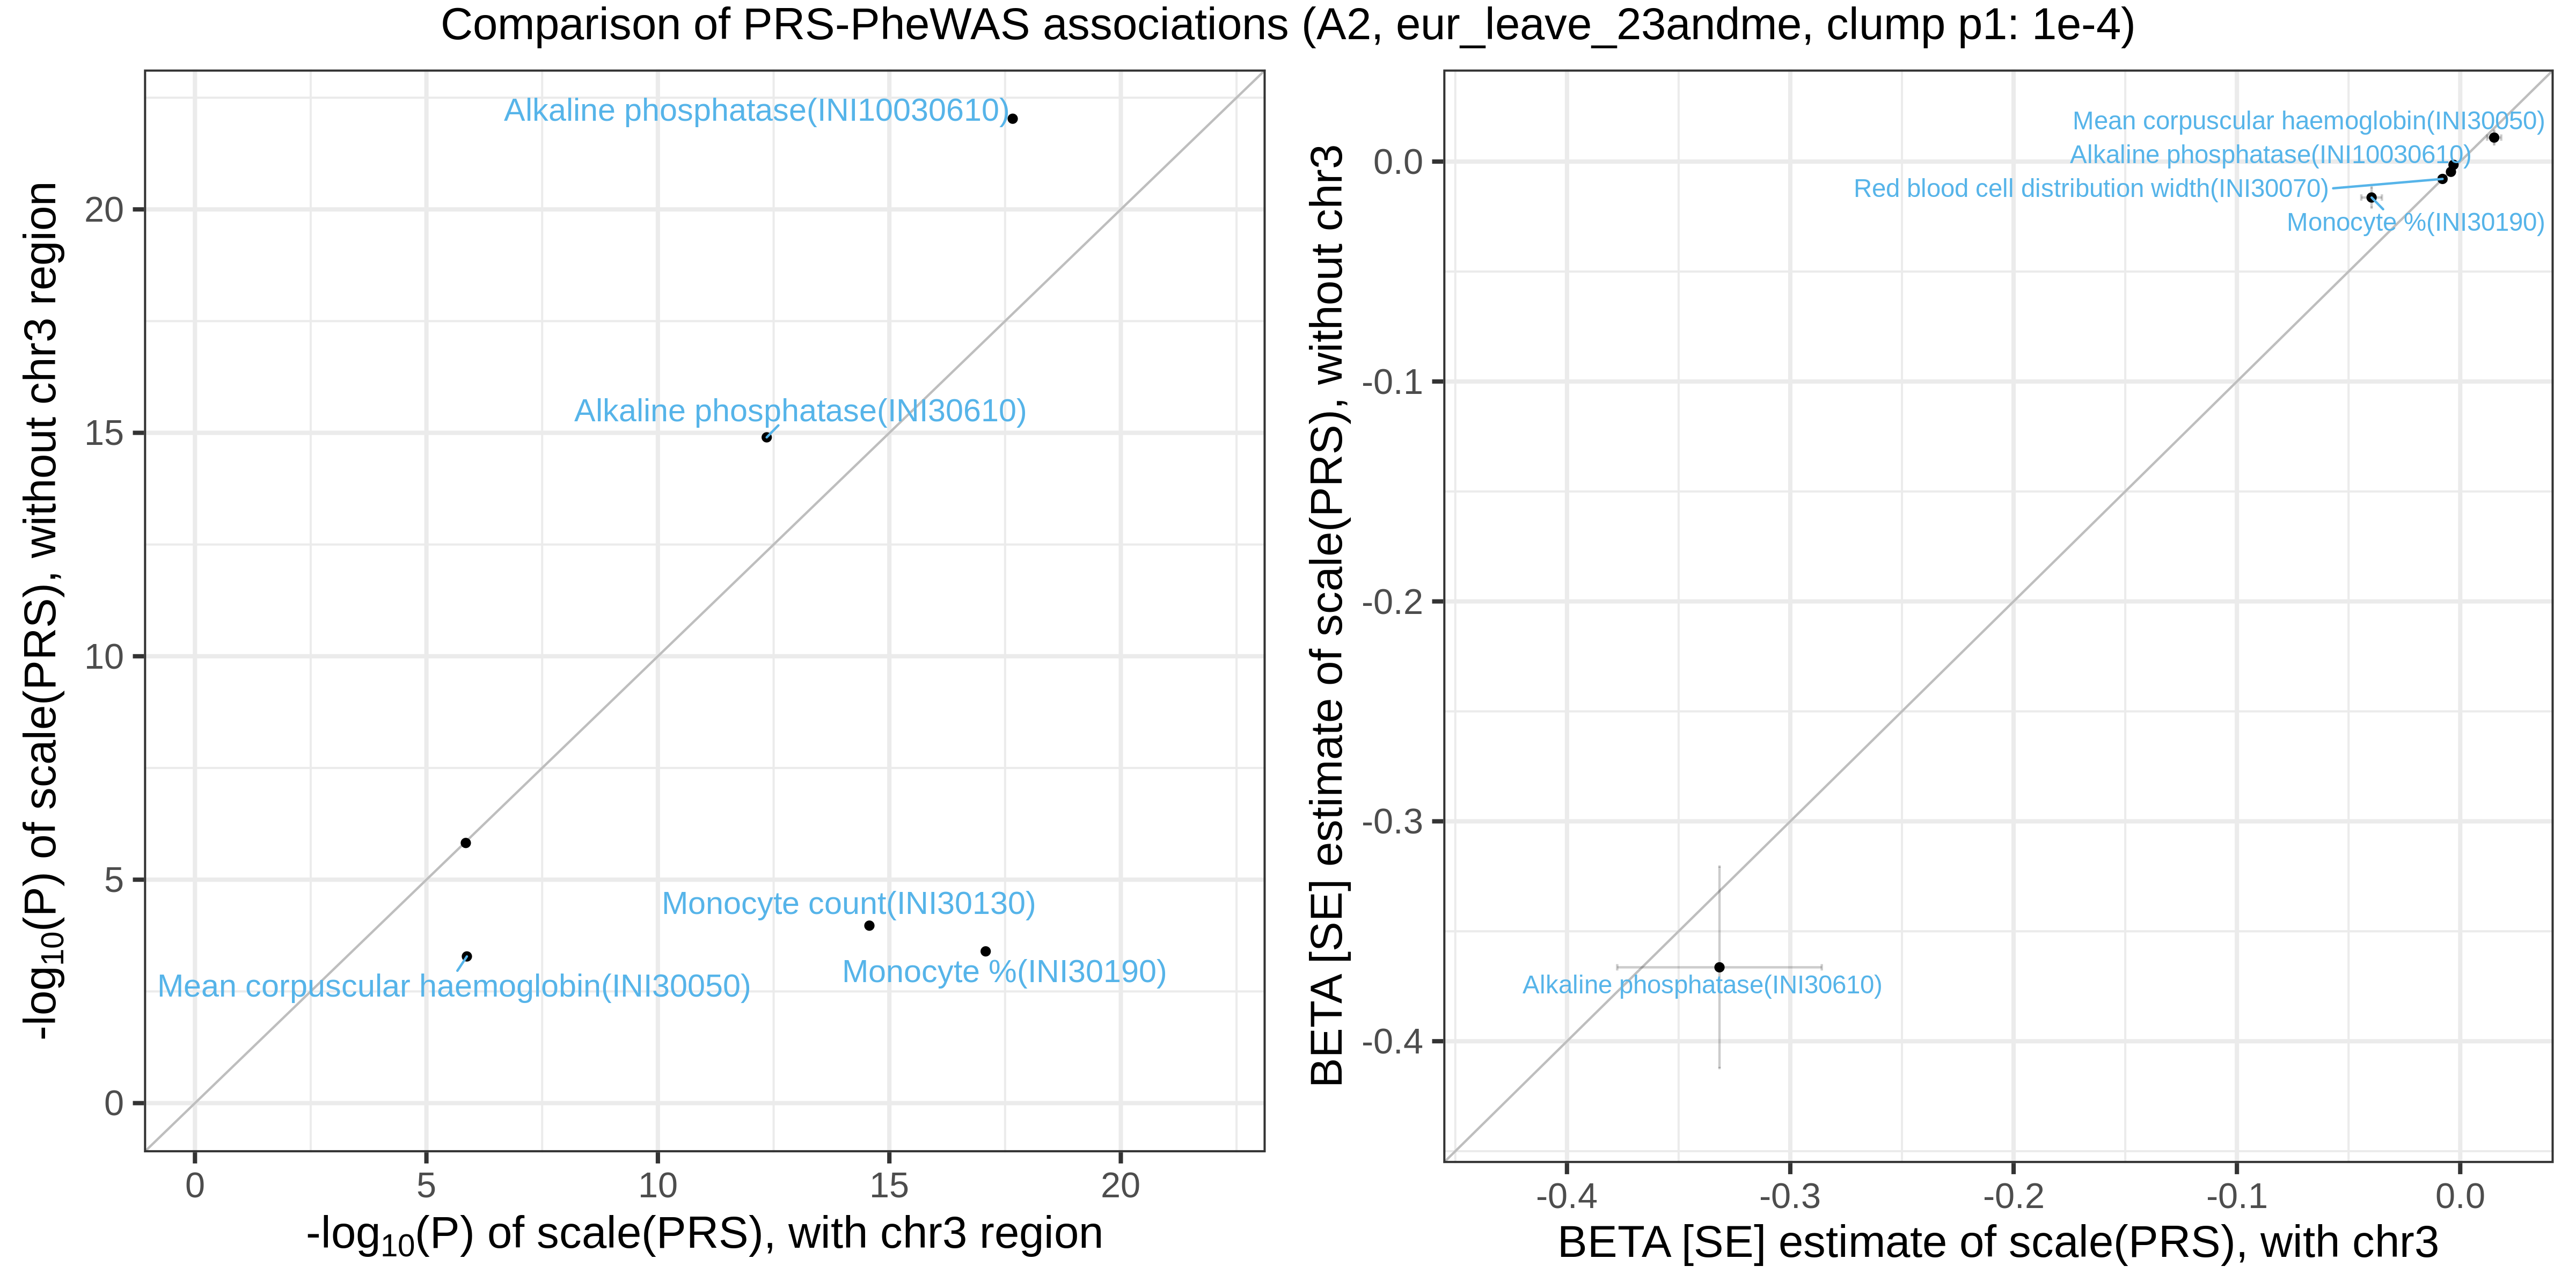 Comparison of PRS-PheWAS associations (A2, eur_leave_23andme, clump p1: 1e-4)
-log10(P) of scale(PRS), without chr3 region
20
15
10
5
0
Alkaline phosphatase(INI10030610)
Alkaline phosphatase(INI30610)
Monocyte count(INI30130)
Monocyte %(INI30190)
Mean corpuscular haemoglobin(INI30050)
0 5 10 15 20
-log10(P) of scale(PRS), with chr3 region
BETA [SE] estimate of scale(PRS), without chr3
0.0
-0.1
-0.2
-0.3
-0.4
Mean corpuscular haemoglobin(INI30050)
Alkaline phosphatase(INI10030610)
Red blood cell distribution width(INI30070)
Monocyte %(INI30190)
Alkaline phosphatase(INI30610)
-0.4 -0.3 -0.2 -0.1 0.0
BETA [SE] estimate of scale(PRS), with chr3